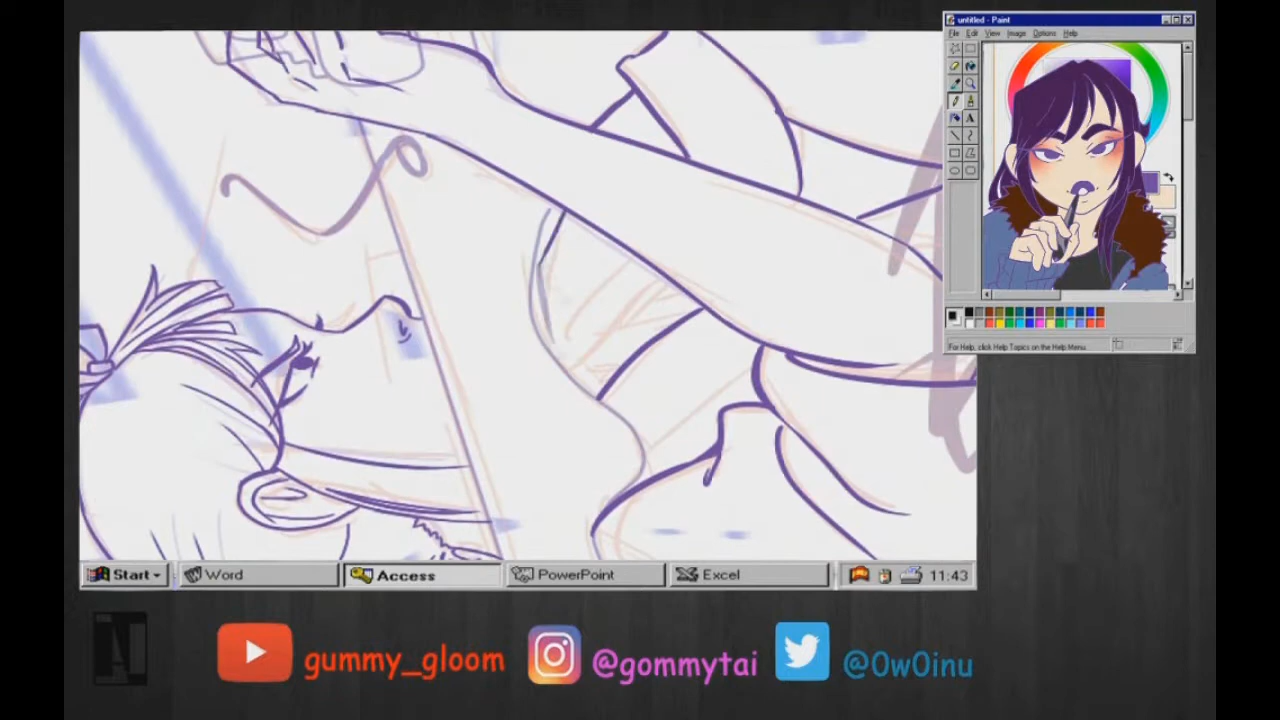 untitled - Paint
File Edit View Image Options Help
A
For Help, click Help Topics on the Help Menu.
Start Word Access PowerPoint Excel 11:43
gummy_gloom @gommytai @0w0inu